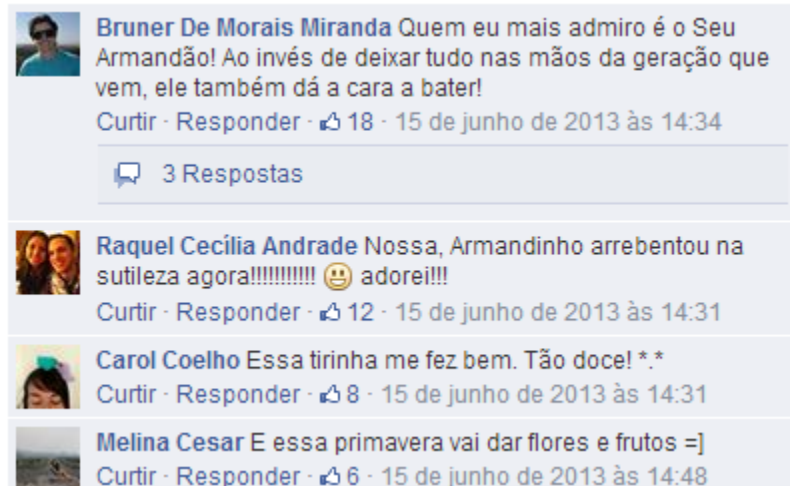 Bruner De Morais Miranda Quem eu mais admiro é o Seu
Armandão! Ao invés de deixar tudo nas mãos da geração que
vem, ele também dá a cara a bater!
Curtir · Responder · 18 · 15 de junho de 2013 às 14:34
3 Respostas
Raquel Cecília Andrade Nossa, Armandinho arrebentou na
sutileza agora!!!!!!!!!!! 😃 adorei!!!
Curtir · Responder · 12 · 15 de junho de 2013 às 14:31
Carol Coelho Essa tirinha me fez bem. Tão doce! *.*
Curtir · Responder · 8 · 15 de junho de 2013 às 14:31
Melina Cesar E essa primavera vai dar flores e frutos =]
Curtir · Responder · 6 · 15 de junho de 2013 às 14:48